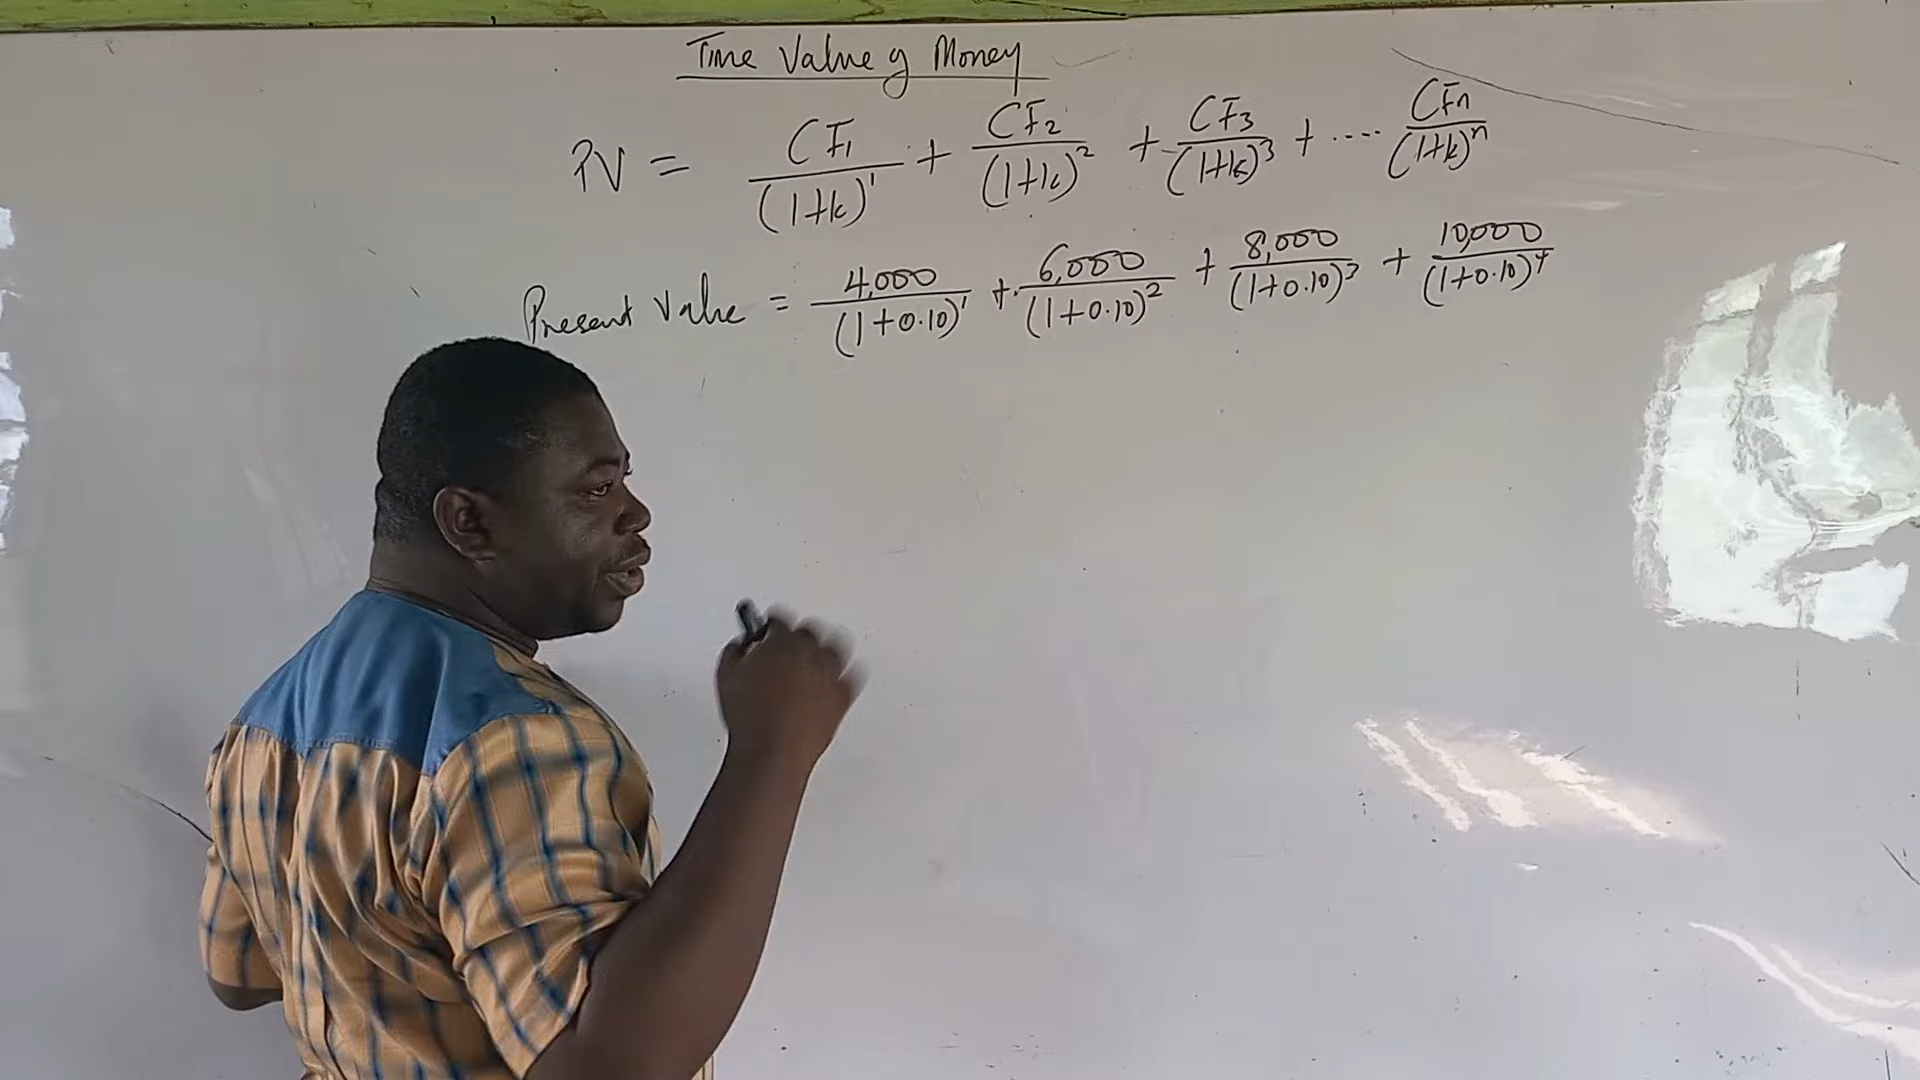 Time Value of Money
PV = CF₁/(1+k)¹ + CF₂/(1+k)² + CF₃/(1+k)³ + .... CFn/(1+k)ⁿ
Present Value = 4,000/(1+0.10)¹ + 6,000/(1+0.10)² + 8,000/(1+0.10)³ + 10,000/(1+0.10)⁴